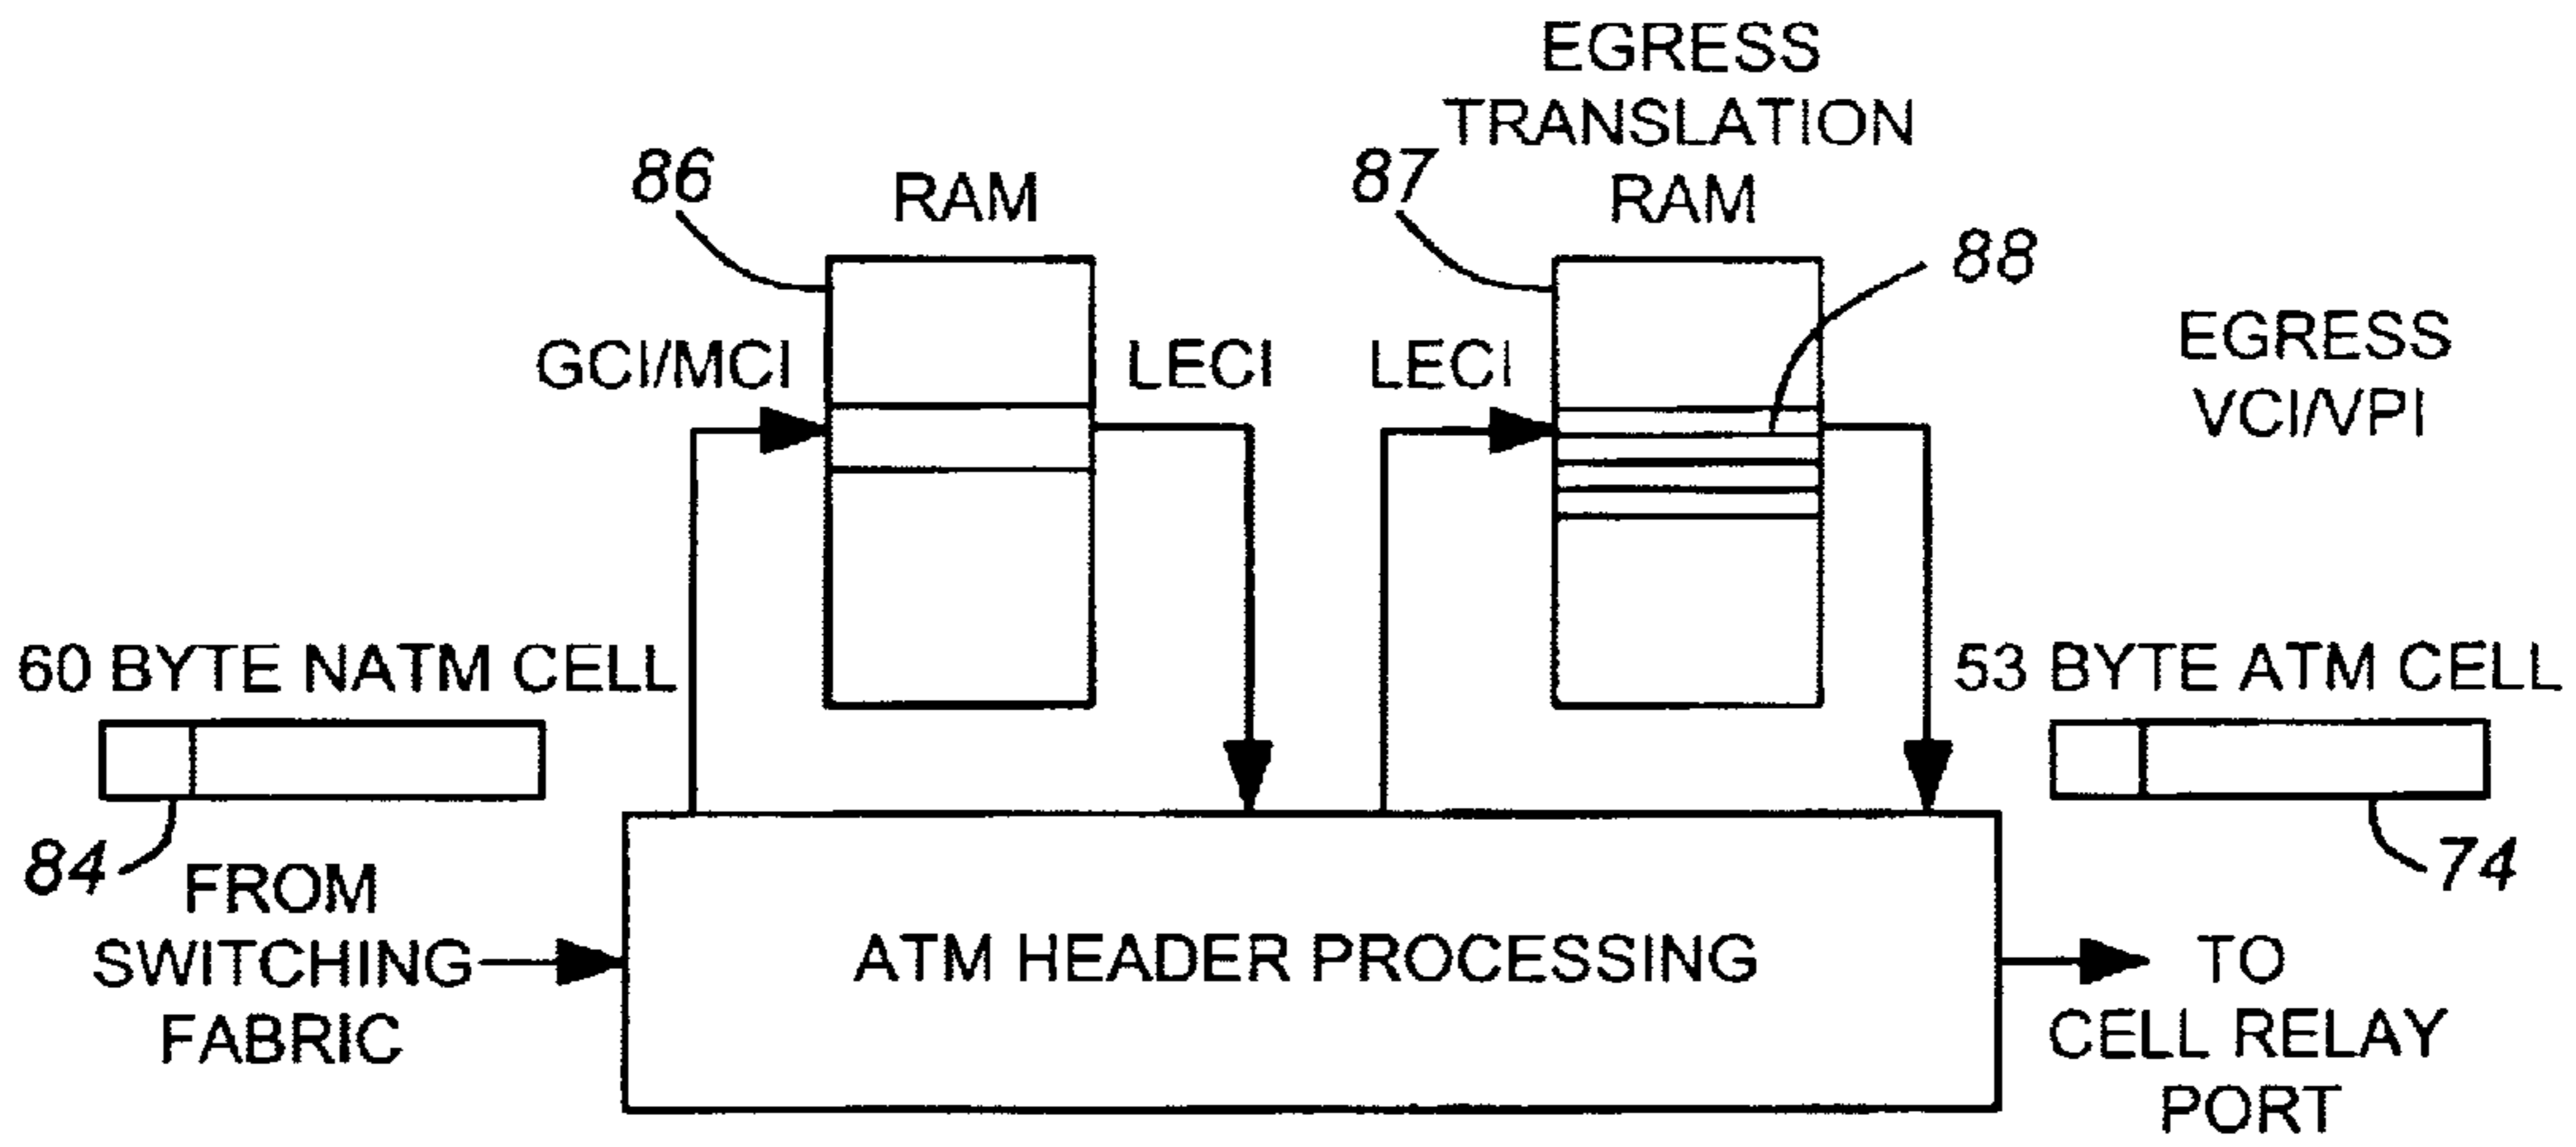 EGRESS
TRANSLATION
RAM
86
RAM
87
88
GCI/MCI
LECI
LECI
EGRESS
VCI/VPI
60 BYTE NATM CELL
53 BYTE ATM CELL
84
74
FROM
SWITCHING
FABRIC
ATM HEADER PROCESSING
TO
CELL RELAY
PORT